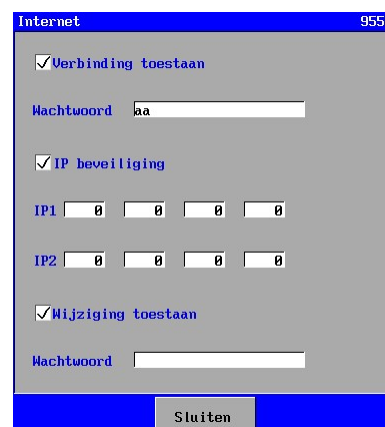 Internet 955
Verbinding toestaan
Wachtwoord aa
IP beveiliging
IP1 0 0 0 0
IP2 0 0 0 0
Wijziging toestaan
Wachtwoord
Sluiten